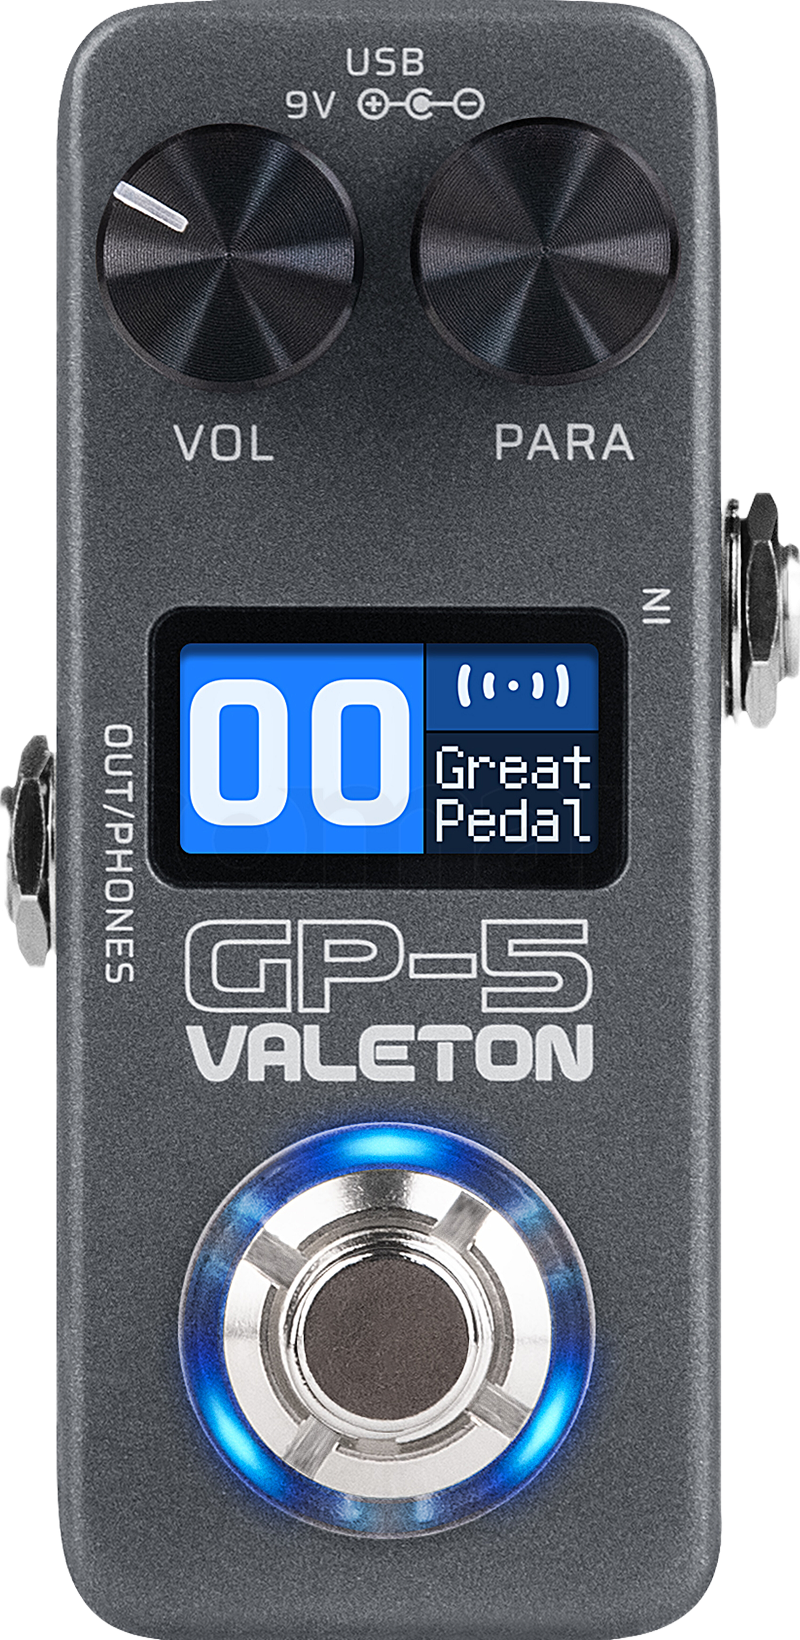 USB
9V
VOL
PARA
IN
00
Great
Pedal
OUT/PHONES
GP-5
VALETON